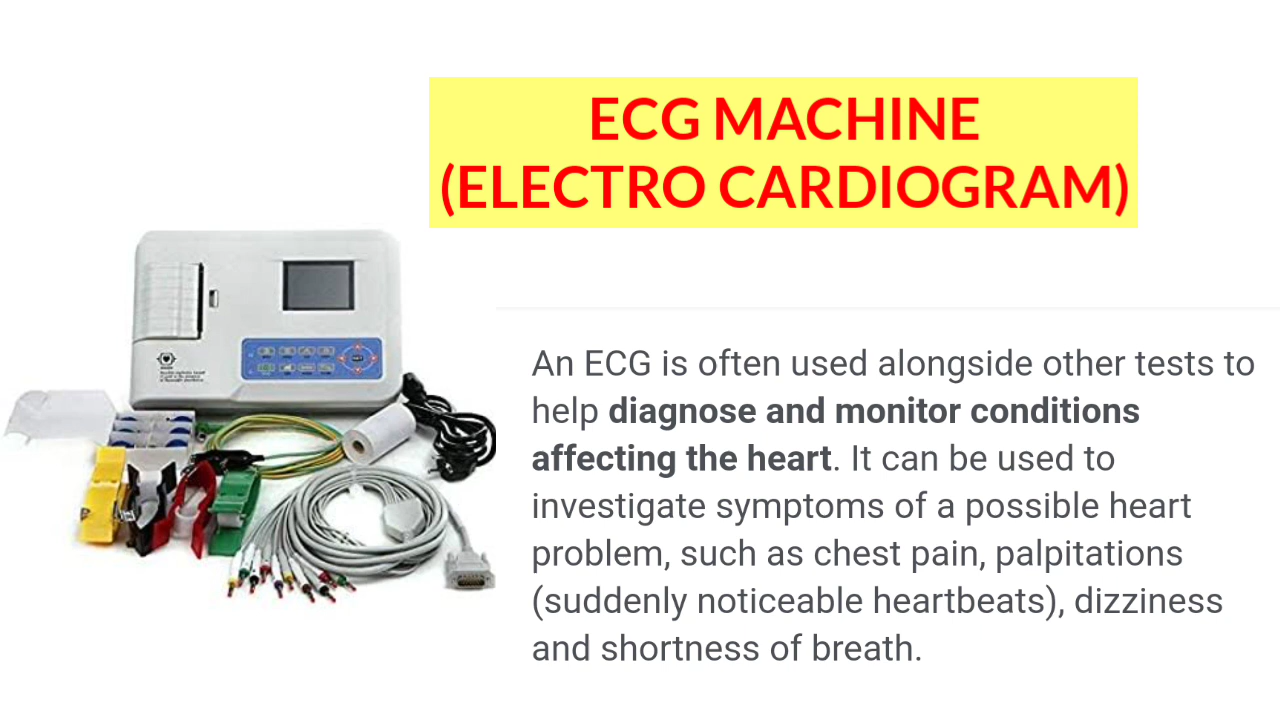 ECG MACHINE
(ELECTRO CARDIOGRAM)
An ECG is often used alongside other tests to
help diagnose and monitor conditions
affecting the heart. It can be used to
investigate symptoms of a possible heart
problem, such as chest pain, palpitations
(suddenly noticeable heartbeats), dizziness
and shortness of breath.